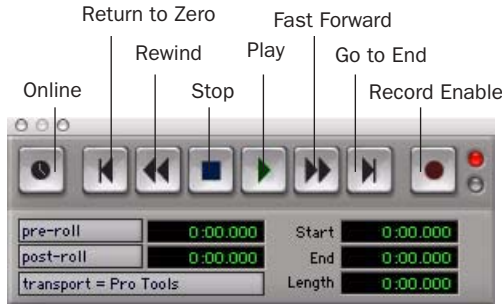 Return to Zero
Fast Forward
Rewind
Play
Go to End
Online
Stop
Record Enable
pre-roll 0:00.000 Start 0:00.000
post-roll 0:00.000 End 0:00.000
transport = Pro Tools Length 0:00.000